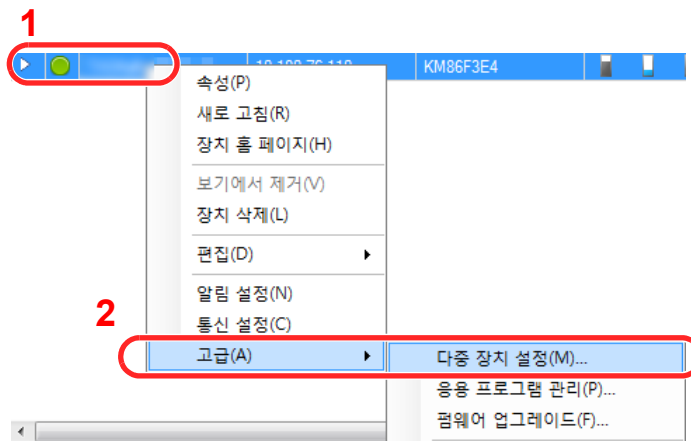 1
KM86F3E4
속성(P)
새로 고침(R)
장치 홈 페이지(H)
보기에서 제거(V)
장치 삭제(L)
편집(D)
알림 설정(N)
2
통신 설정(C)
고급(A) 다중 장치 설정(M)...
응용 프로그램 관리(P)...
펌웨어 업그레이드(F)...